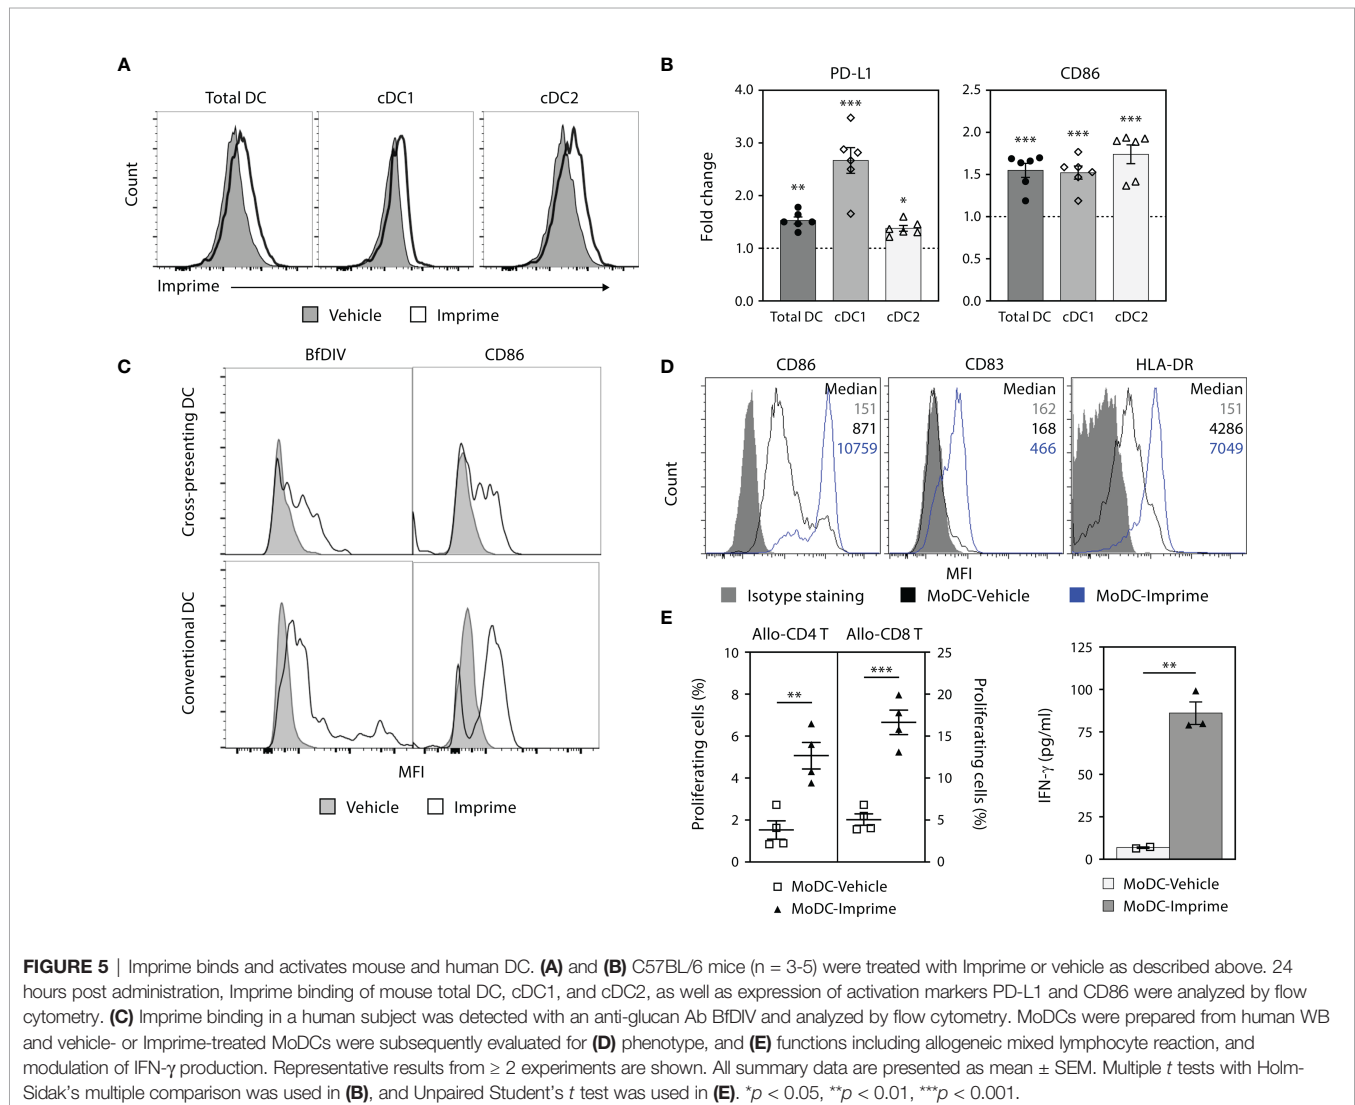 A
Total DC
cDC1
cDC2
Count
Imprime
Vehicle
Imprime
B
PD-L1
CD86
Fold change
4.0
3.0
2.0
1.0
0.0
**
***
*
Total DC
cDC1
cDC2
2.5
2.0
1.5
1.0
0.5
0.0
***
***
***
Total DC
cDC1
cDC2
C
BfDIV
CD86
Cross-presenting DC
Conventional DC
MFI
Vehicle
Imprime
D
CD86
CD83
HLA-DR
Count
Median
151
871
10759
Median
162
168
466
Median
151
4286
7049
MFI
Isotype staining
MoDC-Vehicle
MoDC-Imprime
E
Allo-CD4 T
Allo-CD8 T
Proliferating cells (%)
10
8
6
4
2
0
**
***
25
20
15
10
5
0
Proliferating cells (%)
MoDC-Vehicle
MoDC-Imprime
IFN-γ (pg/ml)
125
100
75
50
25
0
**
MoDC-Vehicle
MoDC-Imprime
FIGURE 5 | Imprime binds and activates mouse and human DC. (A) and (B) C57BL/6 mice (n = 3-5) were treated with Imprime or vehicle as described above. 24
hours post administration, Imprime binding of mouse total DC, cDC1, and cDC2, as well as expression of activation markers PD-L1 and CD86 were analyzed by flow
cytometry. (C) Imprime binding in a human subject was detected with an anti-glucan Ab BfDIV and analyzed by flow cytometry. MoDCs were prepared from human WB
and vehicle- or Imprime-treated MoDCs were subsequently evaluated for (D) phenotype, and (E) functions including allogeneic mixed lymphocyte reaction, and
modulation of IFN-γ production. Representative results from ≥ 2 experiments are shown. All summary data are presented as mean ± SEM. Multiple t tests with Holm-
Sidak's multiple comparison was used in (B), and Unpaired Student's t test was used in (E). *p < 0.05, **p < 0.01, ***p < 0.001.